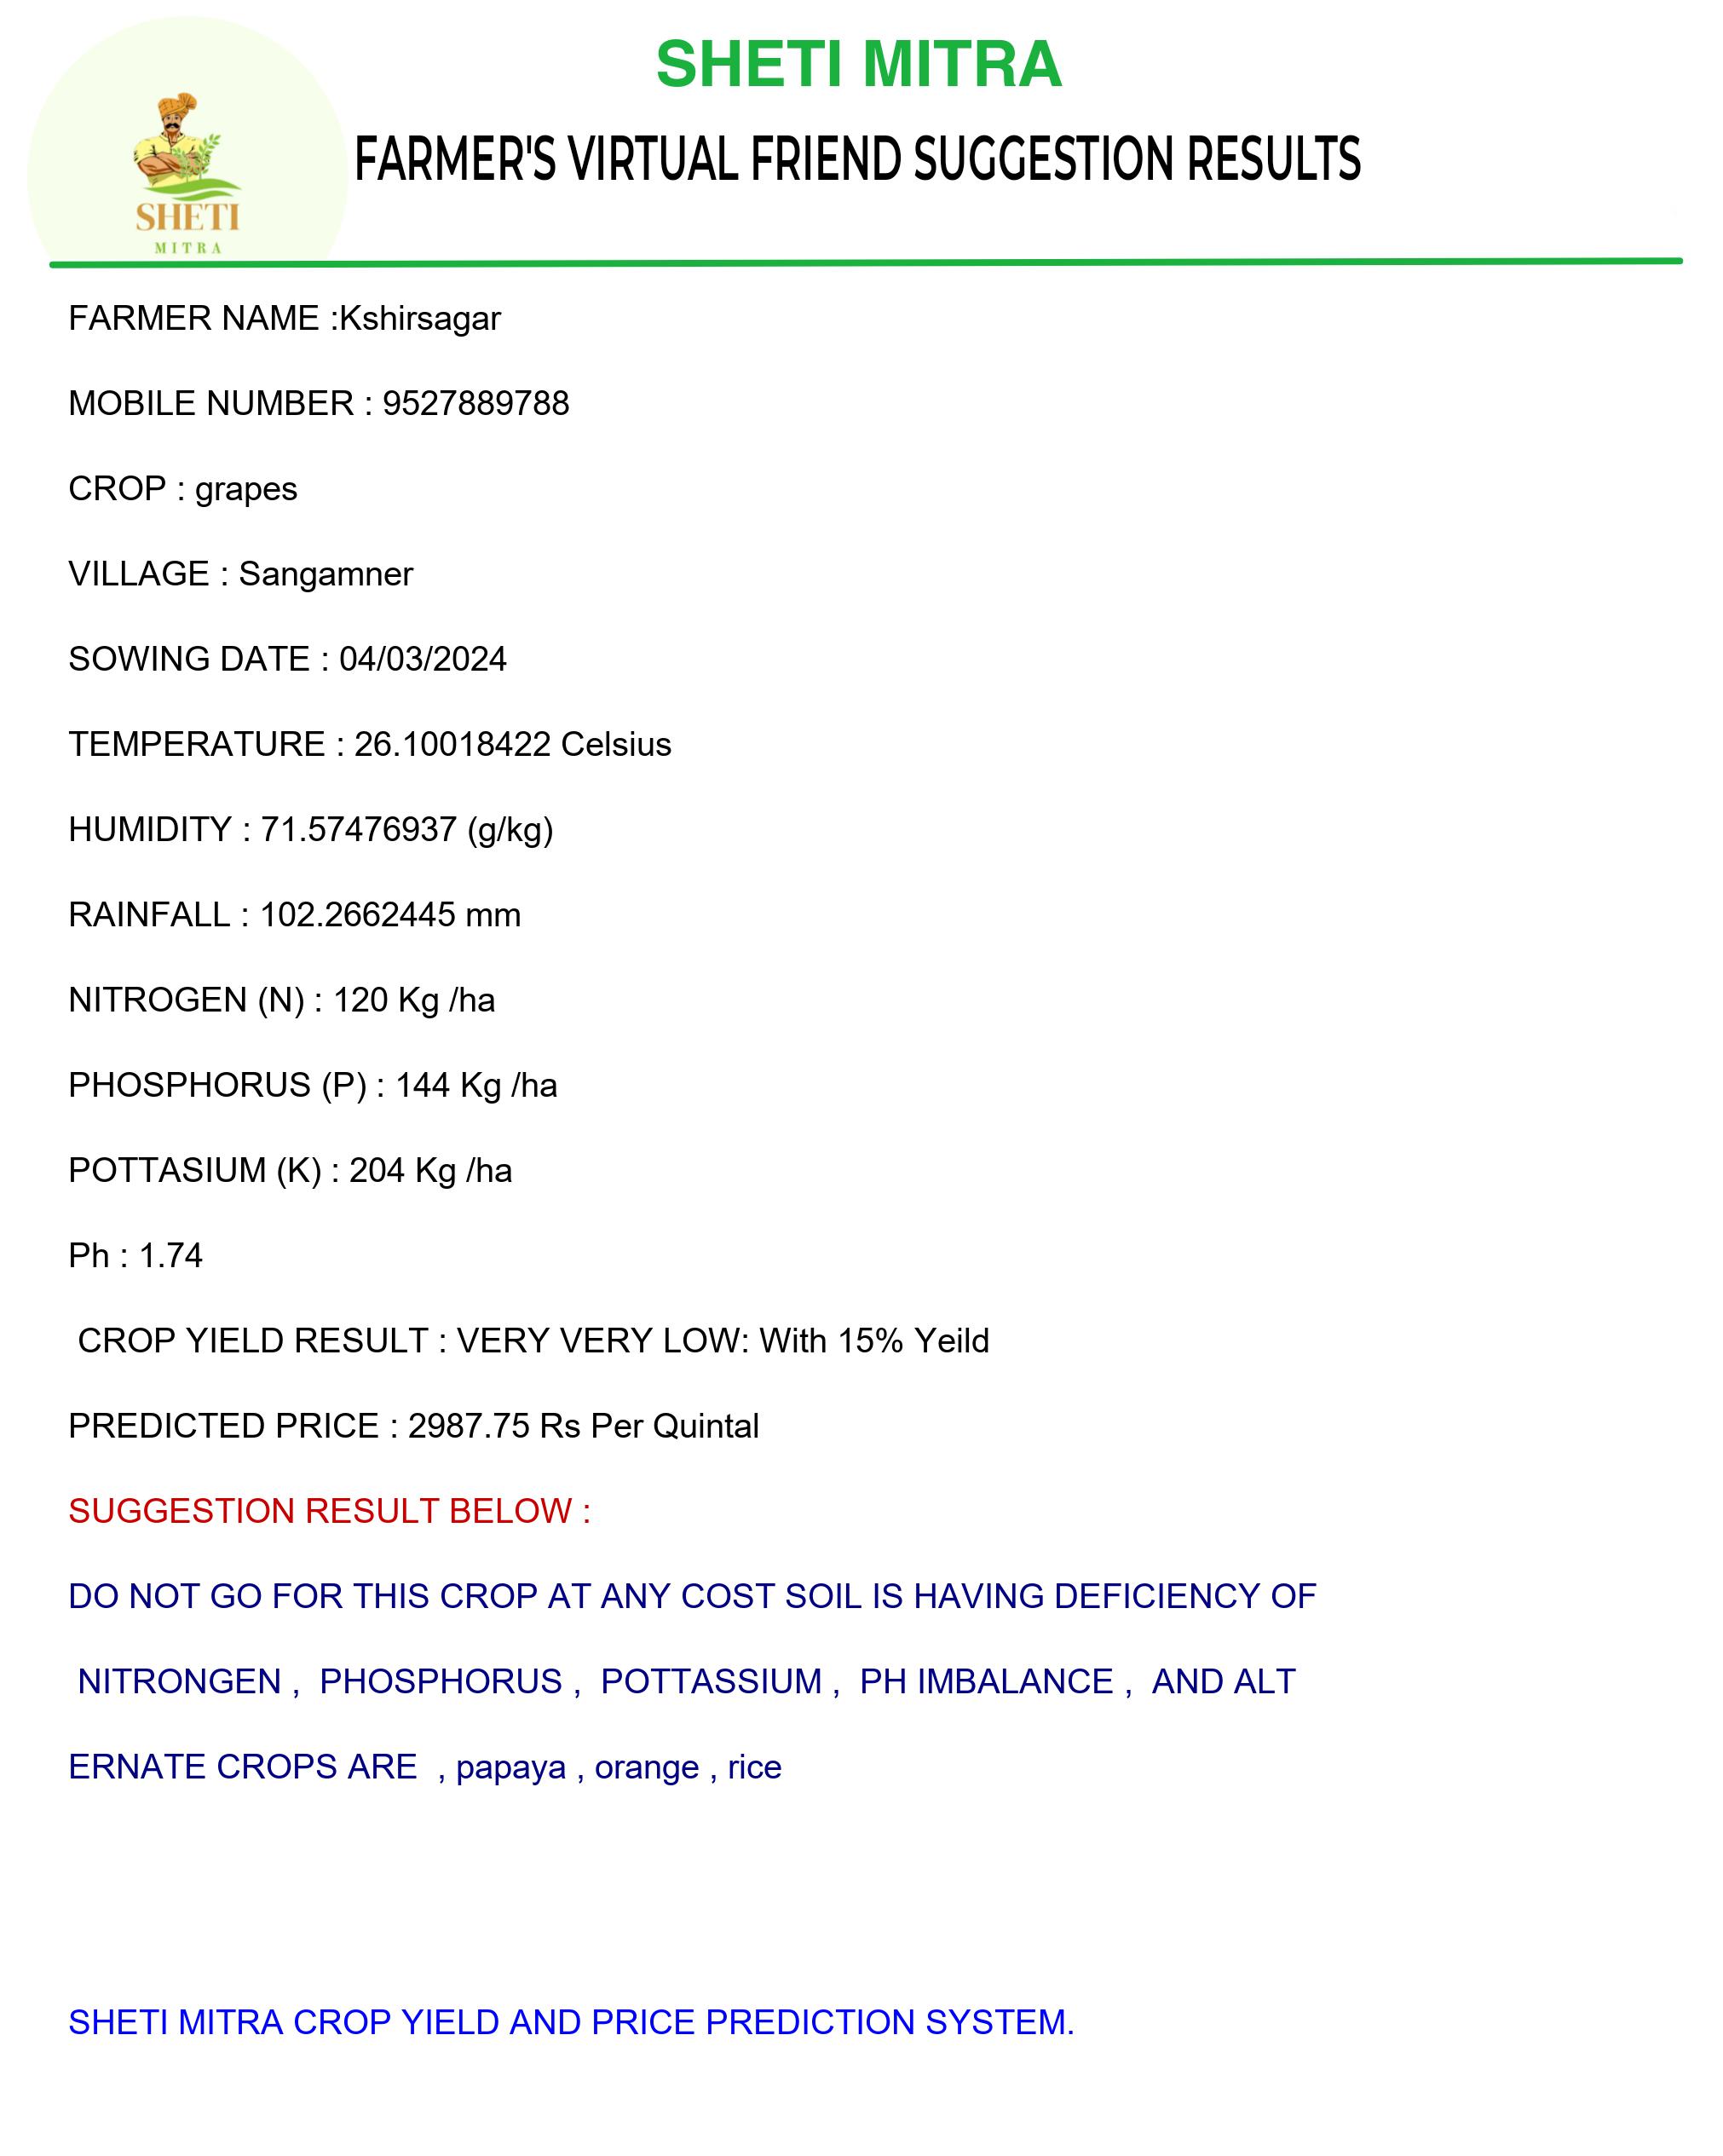 SHETI MITRA
FARMER'S VIRTUAL FRIEND SUGGESTION RESULTS
SHETI
MITRA
FARMER NAME :Kshirsagar
MOBILE NUMBER : 9527889788
CROP : grapes
VILLAGE : Sangamner
SOWING DATE : 04/03/2024
TEMPERATURE : 26.10018422 Celsius
HUMIDITY : 71.57476937 (g/kg)
RAINFALL : 102.2662445 mm
NITROGEN (N) : 120 Kg /ha
PHOSPHORUS (P) : 144 Kg /ha
POTTASIUM (K) : 204 Kg /ha
Ph : 1.74
CROP YIELD RESULT : VERY VERY LOW: With 15% Yeild
PREDICTED PRICE : 2987.75 Rs Per Quintal
SUGGESTION RESULT BELOW :
DO NOT GO FOR THIS CROP AT ANY COST SOIL IS HAVING DEFICIENCY OF
NITRONGEN , PHOSPHORUS , POTTASSIUM , PH IMBALANCE , AND ALT
ERNATE CROPS ARE , papaya , orange , rice
SHETI MITRA CROP YIELD AND PRICE PREDICTION SYSTEM.